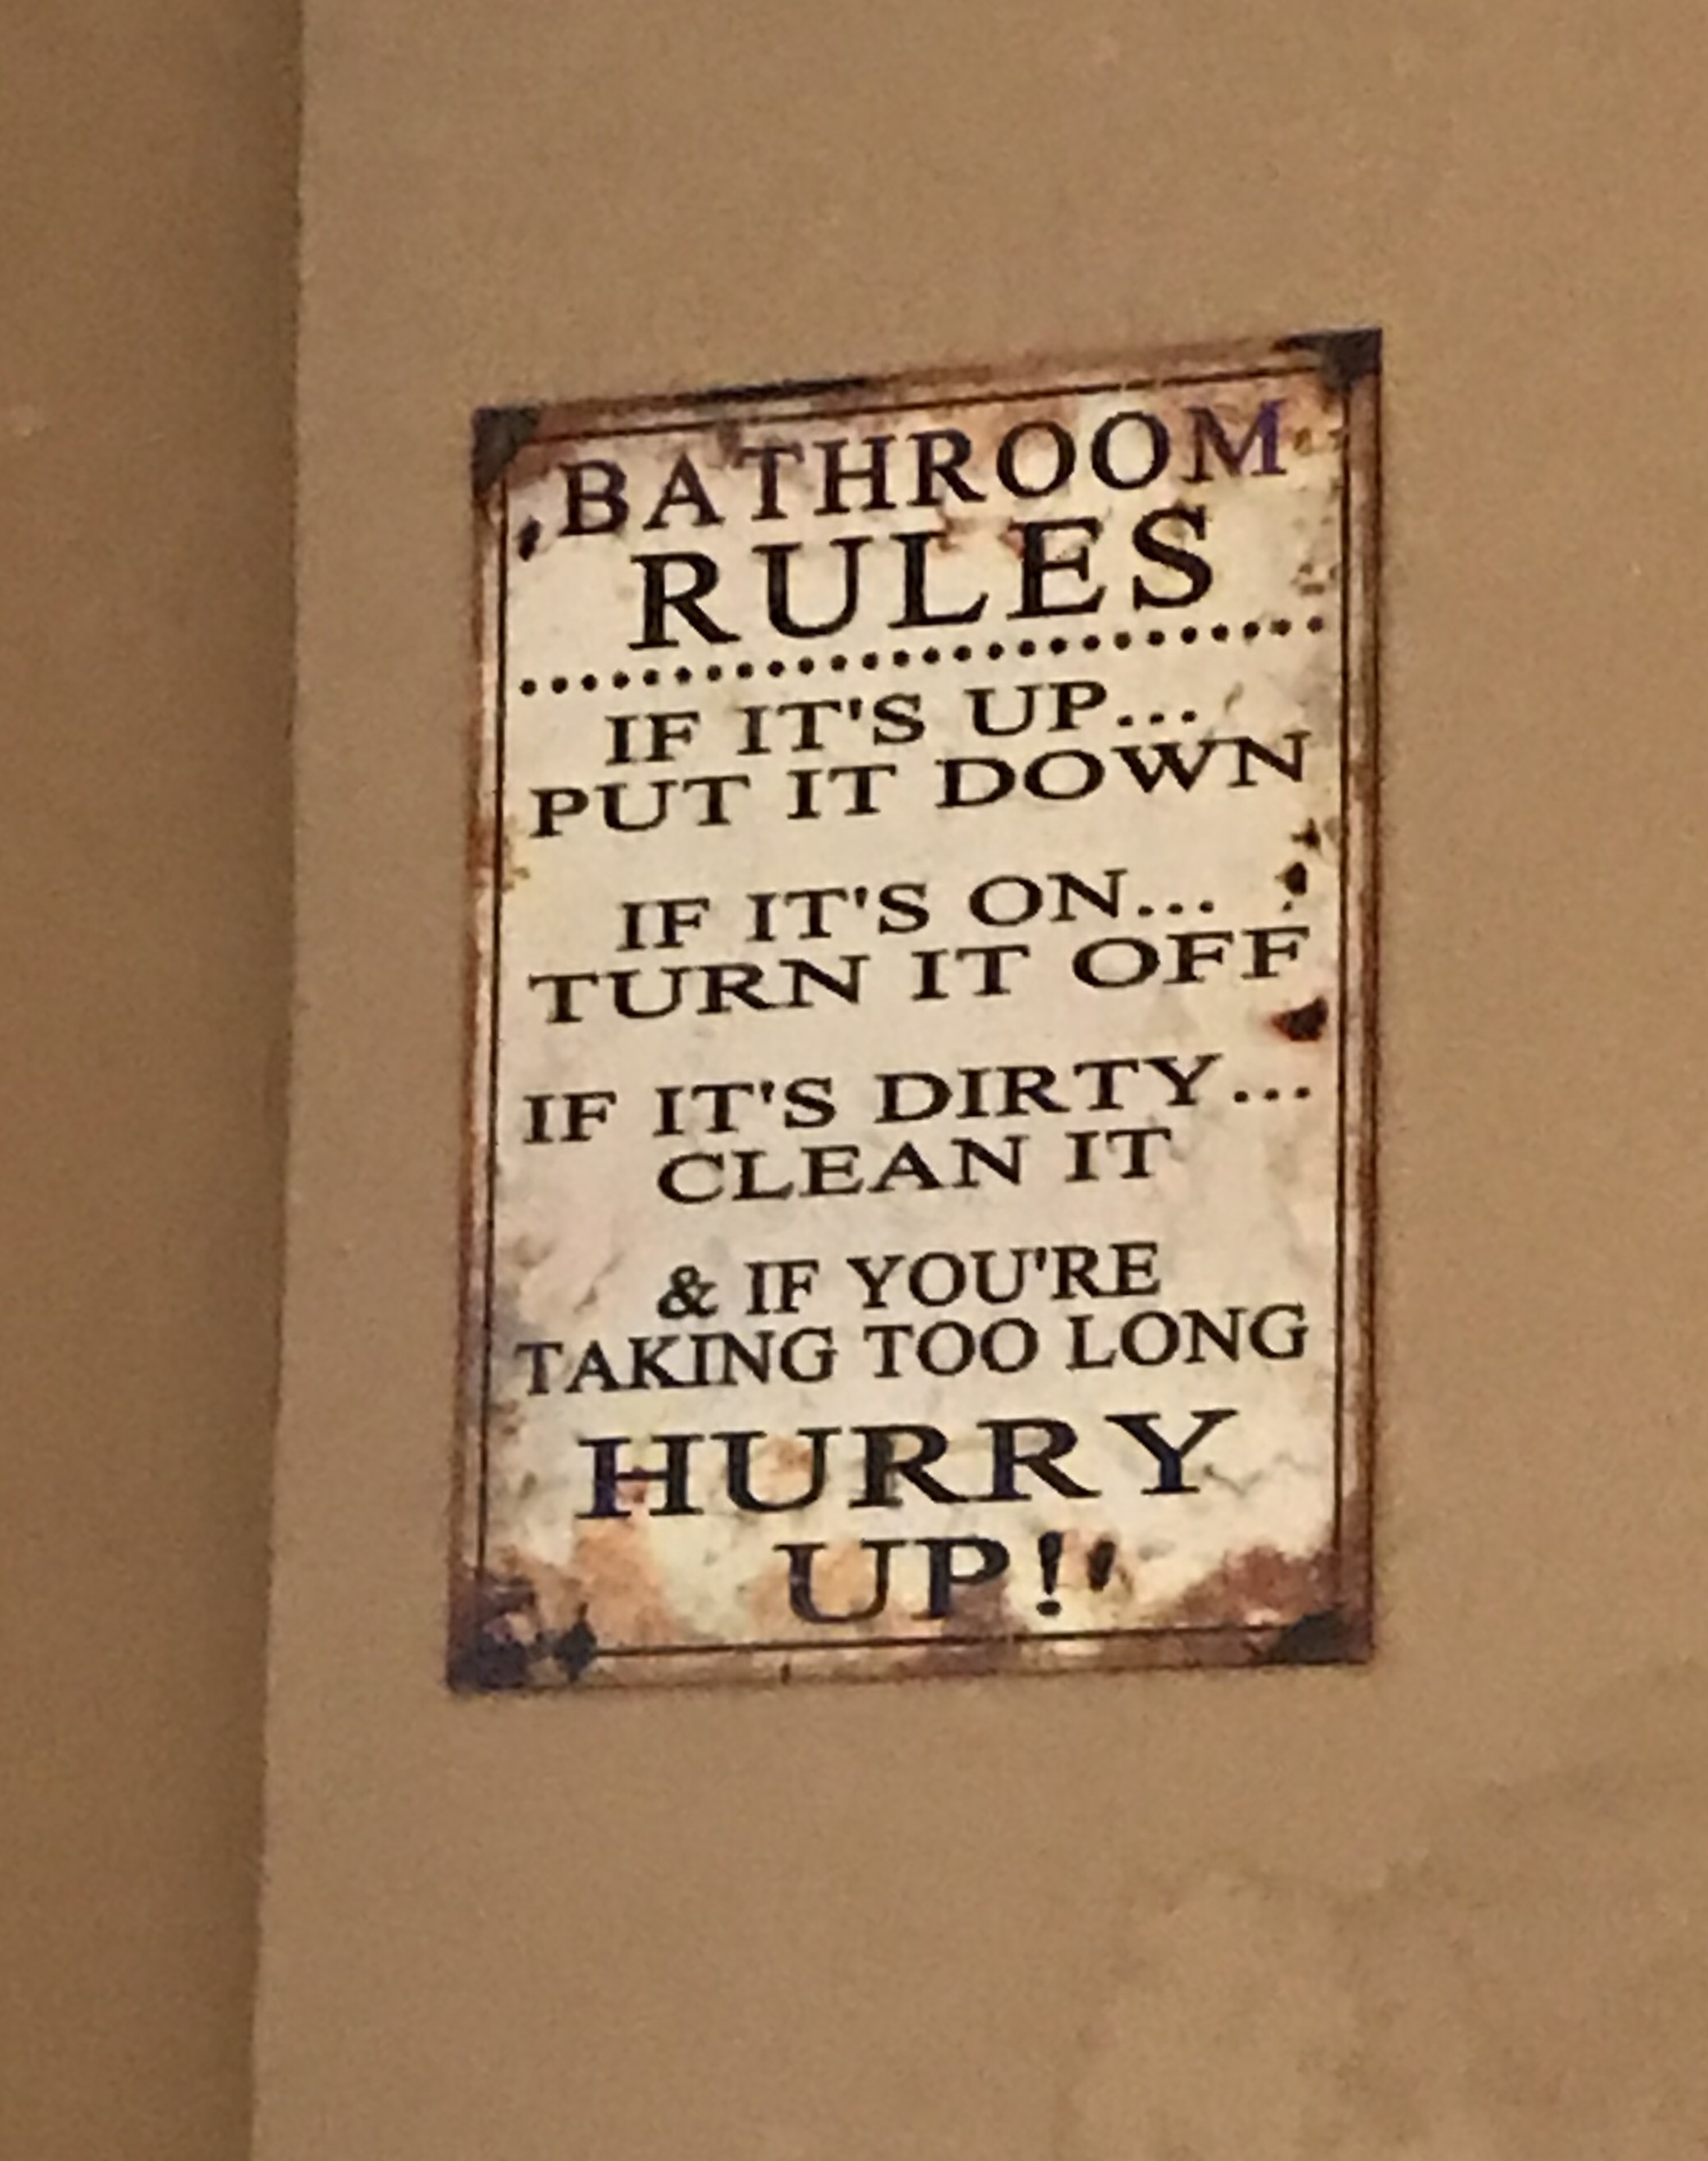 BATHROOM
RULES
IF IT'S UP...
PUT IT DOWN
IF IT'S ON...
TURN IT OFF
IF IT'S DIRTY...
CLEAN IT
& IF YOU'RE
TAKING TOO LONG
HURRY
UP!